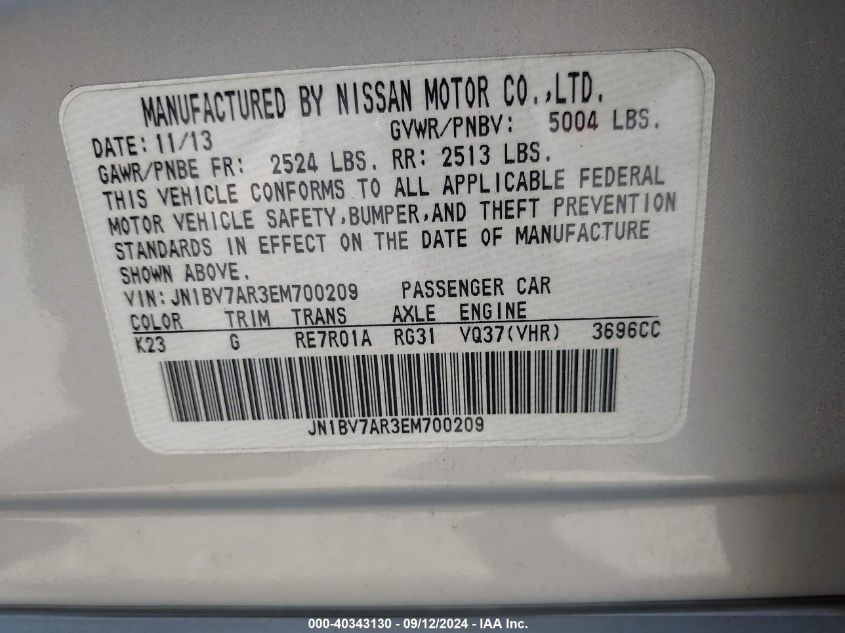 MANUFACTURED BY NISSAN MOTOR CO.,LTD.
DATE: 11/13 GVWR/PNBV: 5004 LBS.
GAWR/PNBE FR: 2524 LBS. RR: 2513 LBS.
THIS VEHICLE CONFORMS TO ALL APPLICABLE FEDERAL
MOTOR VEHICLE SAFETY,BUMPER,AND THEFT PREVENTION
STANDARDS IN EFFECT ON THE DATE OF MANUFACTURE
SHOWN ABOVE.
VIN: JN1BV7AR3EM700209 PASSENGER CAR
COLOR TRIM TRANS AXLE ENGINE
K23 G RE7R01A RG31 VQ37(VHR) 3696CC
JN1BV7AR3EM700209
000-40343130 - 09/12/2024 - IAA Inc.